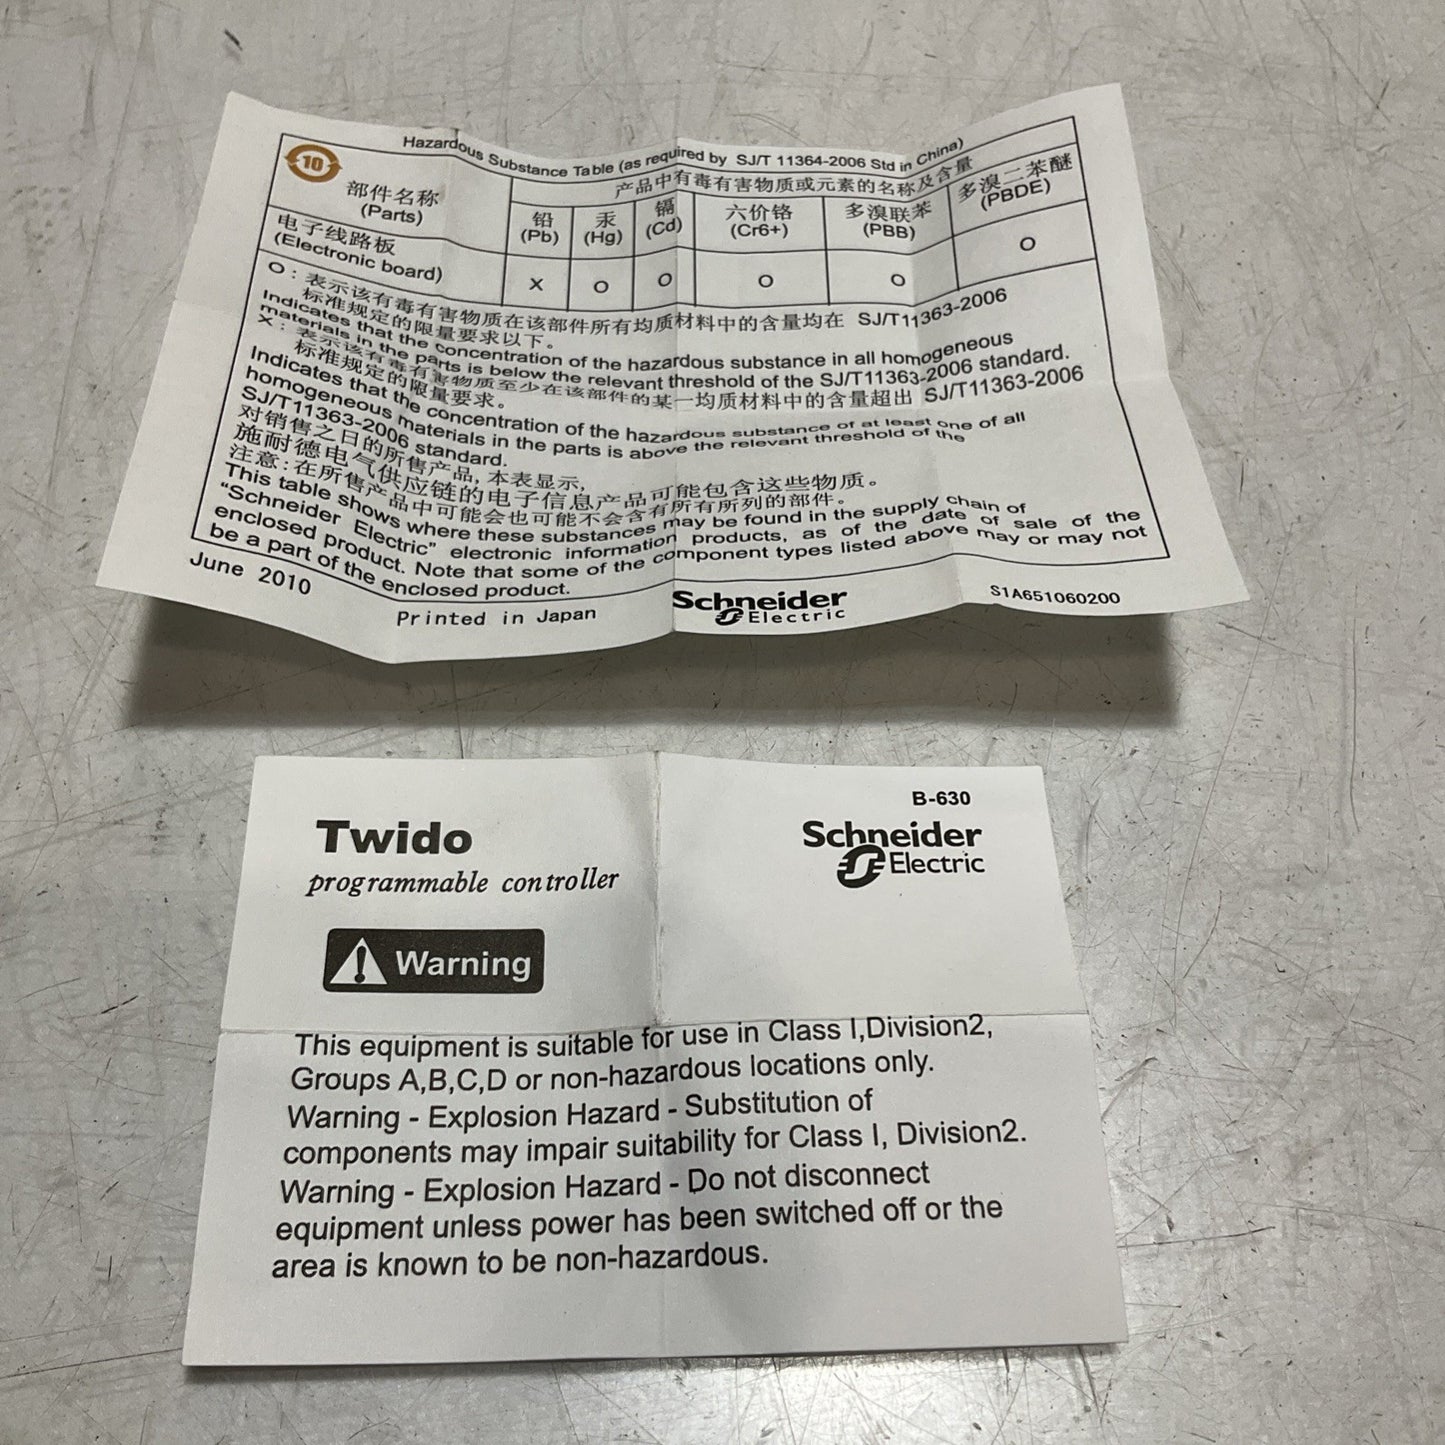 Hazardous Substance Table (as required by SJ/T 11364-2006 Std in China)
10
部件名称
(Parts)
产品中有毒有害物质或元素的名称及含量
铅
(Pb)
汞
(Hg)
镉
(Cd)
六价铬
(Cr6+)
多溴联苯
(PBB)
多溴二苯醚
(PBDE)
电子线路板
(Electronic board)
X
O
O
O
O
O
O：表示该有毒有害物质在该部件所有均质材料中的含量均在 SJ/T11363-2006
标准规定的限量要求以下。
Indicates that the concentration of the hazardous substance in all homogeneous
materials in the parts is below the relevant threshold of the SJ/T11363-2006 standard.
X：表示该有毒有害物质至少在该部件的某一均质材料中的含量超出 SJ/T11363-2006
标准规定的限量要求。
Indicates that the concentration of the hazardous substance of at least one of all
homogeneous materials in the parts is above the relevant threshold of the
SJ/T11363-2006 standard.
对销售之日的所售产品, 本表显示,
施耐德电气供应链的电子信息产品可能包含这些物质。
注意:在所售产品中可能会也可能不会含有所有所列的部件。
"This table shows where these substances may be found in the supply chain of
"Schneider Electric" electronic information products, as of the date of sale of the
enclosed product. Note that some of the component types listed above may or may not
be a part of the enclosed product.
June 2010
Printed in Japan
Schneider
Electric
S1A651060200
B-630
Twido
programmable controller
Schneider
Electric
Warning
This equipment is suitable for use in Class I,Division2,
Groups A,B,C,D or non-hazardous locations only.
Warning - Explosion Hazard - Substitution of
components may impair suitability for Class I, Division2.
Warning - Explosion Hazard - Do not disconnect
equipment unless power has been switched off or the
area is known to be non-hazardous.